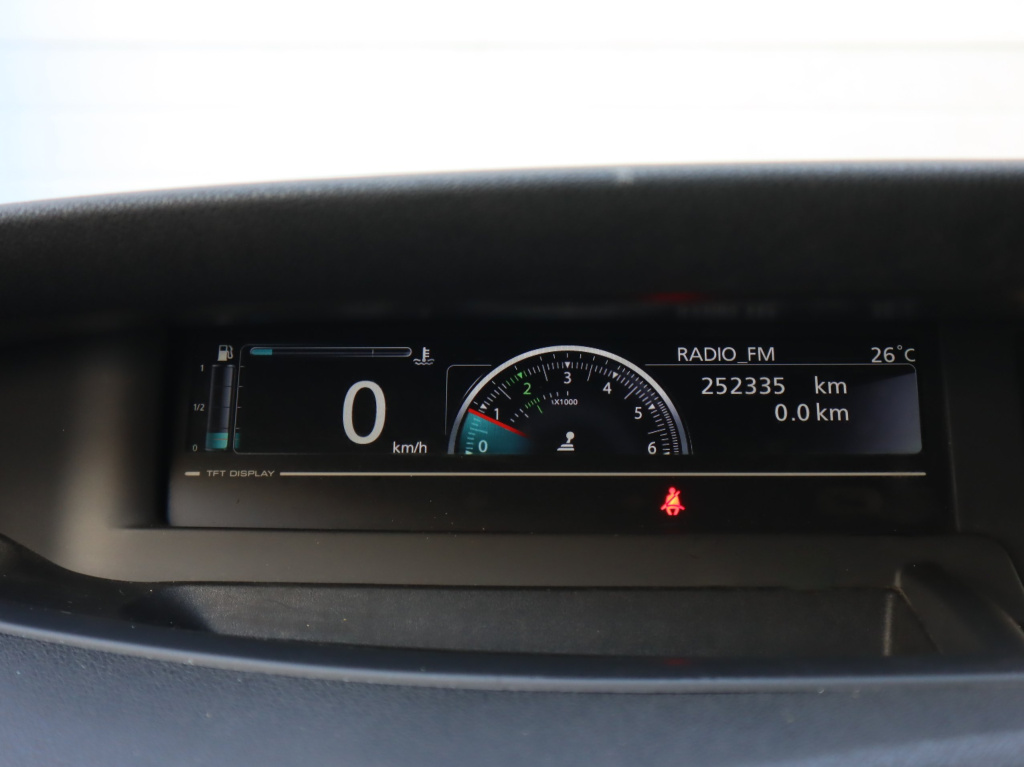 RADIO_FM 26°C
1
1/2
0
0 km/h
0 1 2 3 4 5 6
X1000
252335 km
0.0 km
TFT DISPLAY